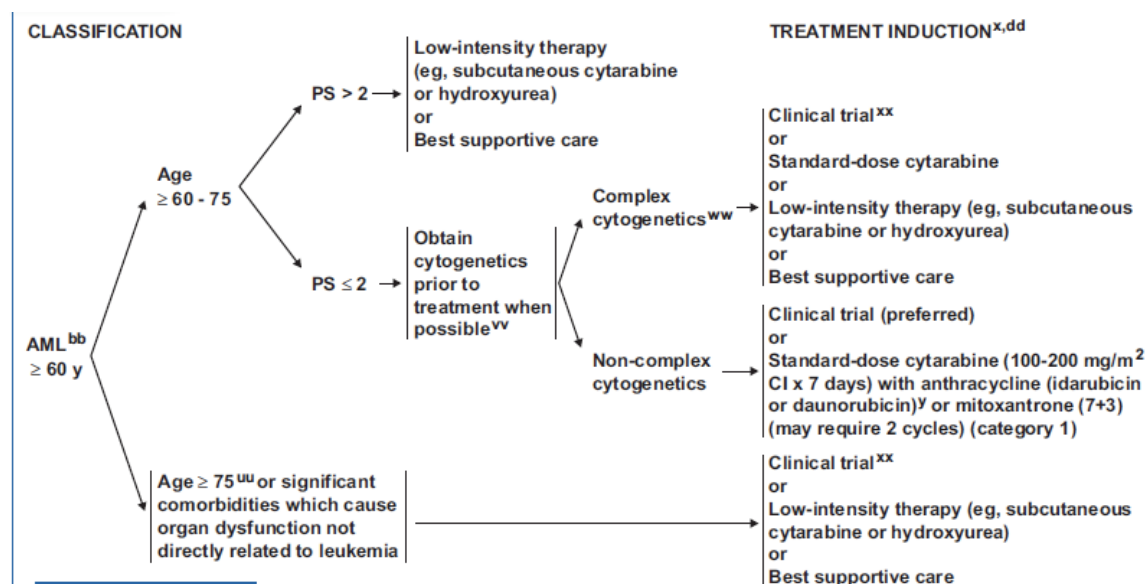 CLASSIFICATION
TREATMENT INDUCTION x,dd
AML bb
≥ 60 y
Age
≥ 60 - 75
PS > 2
Low-intensity therapy
(eg, subcutaneous cytarabine
or hydroxyurea)
or
Best supportive care
PS ≤ 2
Obtain
cytogenetics
prior to
treatment when
possible vv
Complex
cytogenetics ww
Clinical trial xx
or
Standard-dose cytarabine
or
Low-intensity therapy (eg, subcutaneous
cytarabine or hydroxyurea)
or
Best supportive care
Non-complex
cytogenetics
Clinical trial (preferred)
or
Standard-dose cytarabine (100-200 mg/m2
CI x 7 days) with anthracycline (idarubicin
or daunorubicin) y or mitoxantrone (7+3)
(may require 2 cycles) (category 1)
Age ≥ 75 uu or significant
comorbidities which cause
organ dysfunction not
directly related to leukemia
Clinical trial xx
or
Low-intensity therapy (eg, subcutaneous
cytarabine or hydroxyurea)
or
Best supportive care